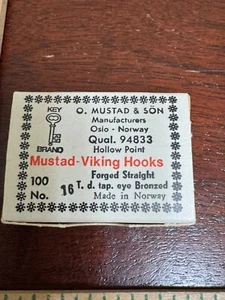 KEY
BRAND
O. MUSTAD & SÖN
Manufacturers
Oslo - Norway
Qual. 94833
Hollow Point
Mustad-Viking Hooks
Forged Straight
100
No. 16 T. d. tap. eye Bronzed
Made in Norway